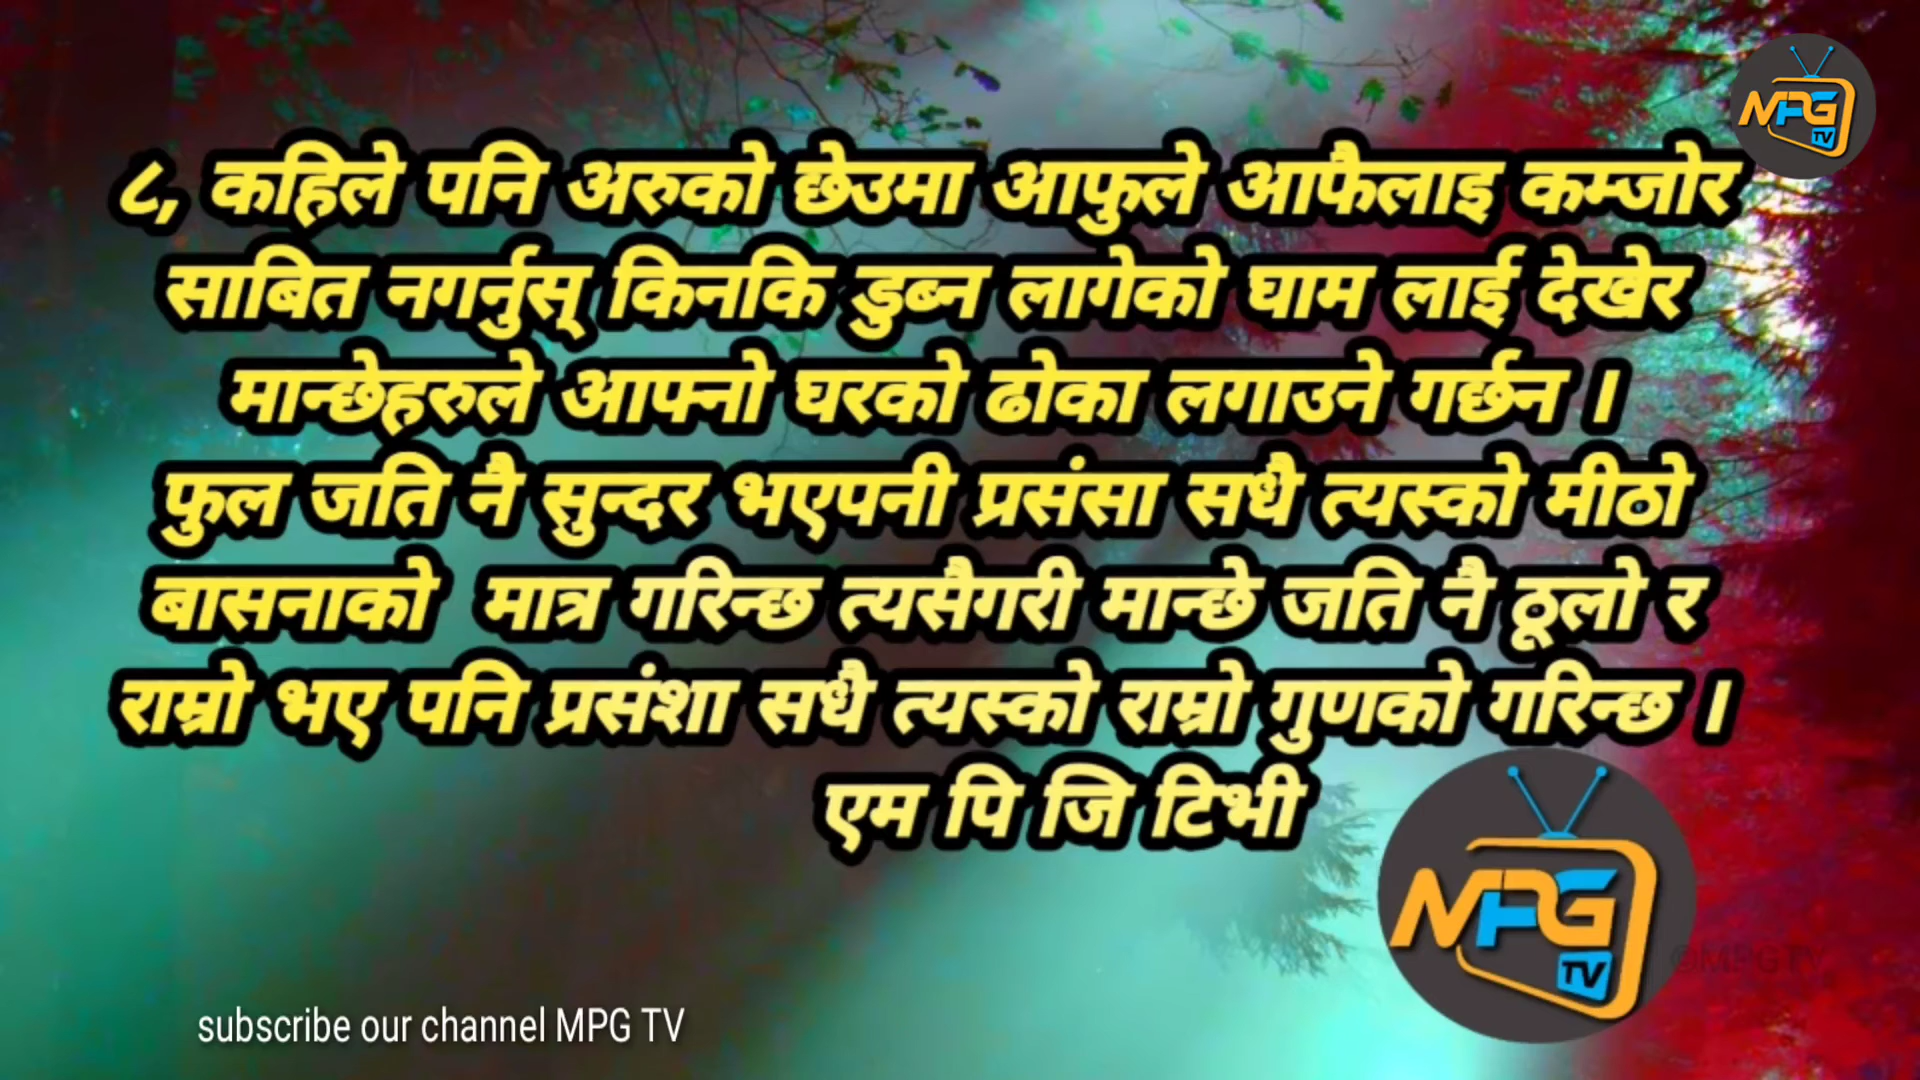 MPG
TV
८, कहिले पनि अरुको छेउमा आफुले आफैलाइ कम्जोर
साबित नगर्नुस् किनकि डुब्न लागेको घाम लाई देखेर
मान्छेहरुले आफ्नो घरको ढोका लगाउने गर्छन ।
फुल जति नै सुन्दर भएपनी प्रसंसा सधै त्यस्को मीठो
बासनाको मात्र गरिन्छ त्यसैगरी मान्छे जति नै ठूलो र
राम्रो भए पनि प्रसंशा सधै त्यस्को राम्रो गुणको गरिन्छ ।
एम पि जि टिभी
MPG
TV
@MPGTV
subscribe our channel MPG TV